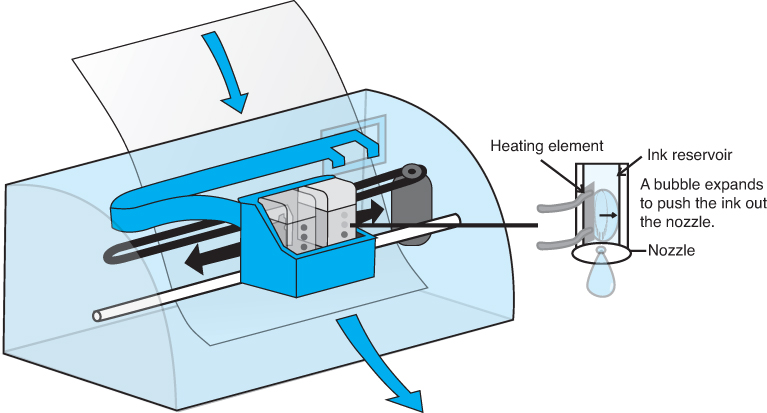 Heating element
Ink reservoir
A bubble expands
to push the ink out
the nozzle.
Nozzle